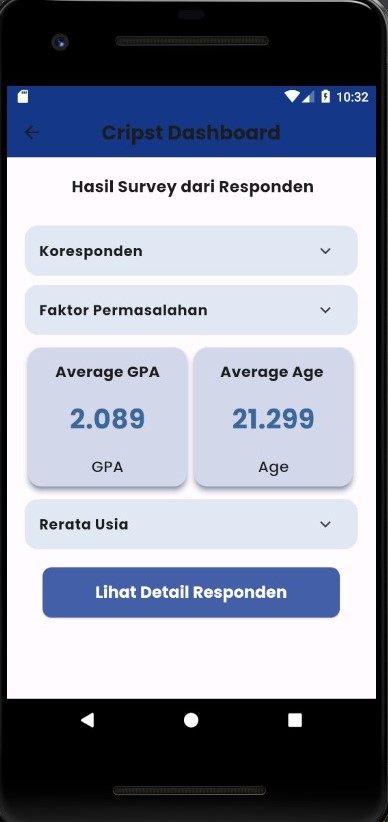 10:32
Cripst Dashboard
Hasil Survey dari Responden
Koresponden
Faktor Permasalahan
Average GPA
2.089
GPA
Average Age
21.299
Age
Rerata Usia
Lihat Detail Responden